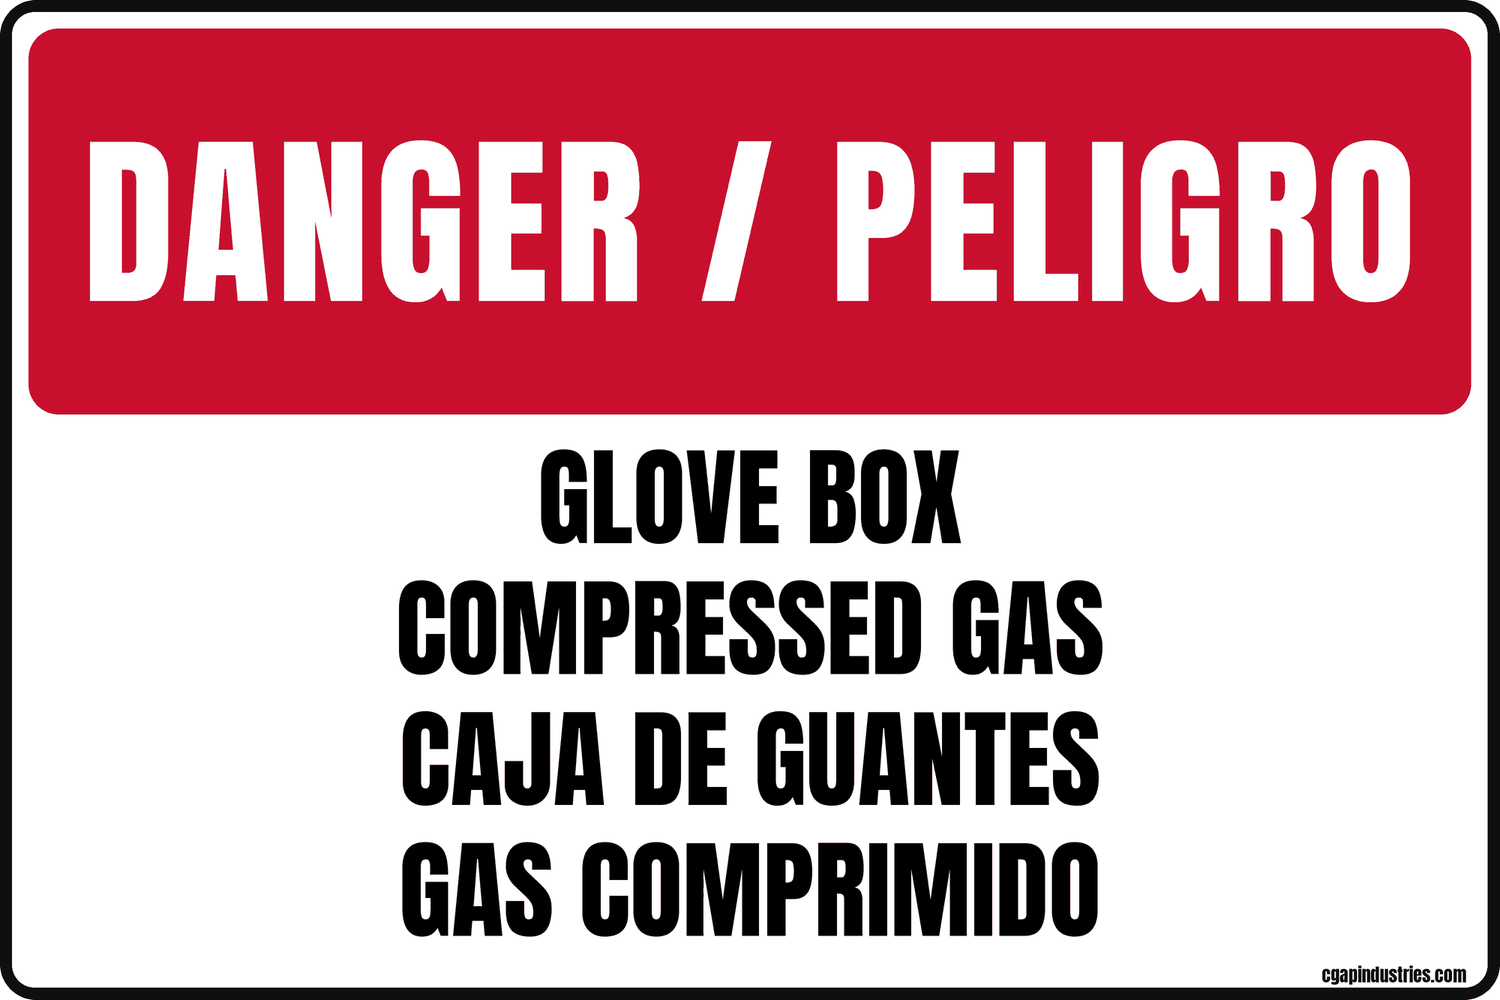 DANGER / PELIGRO
GLOVE BOX
COMPRESSED GAS
CAJA DE GUANTES
GAS COMPRIMIDO
cgapindustries.com